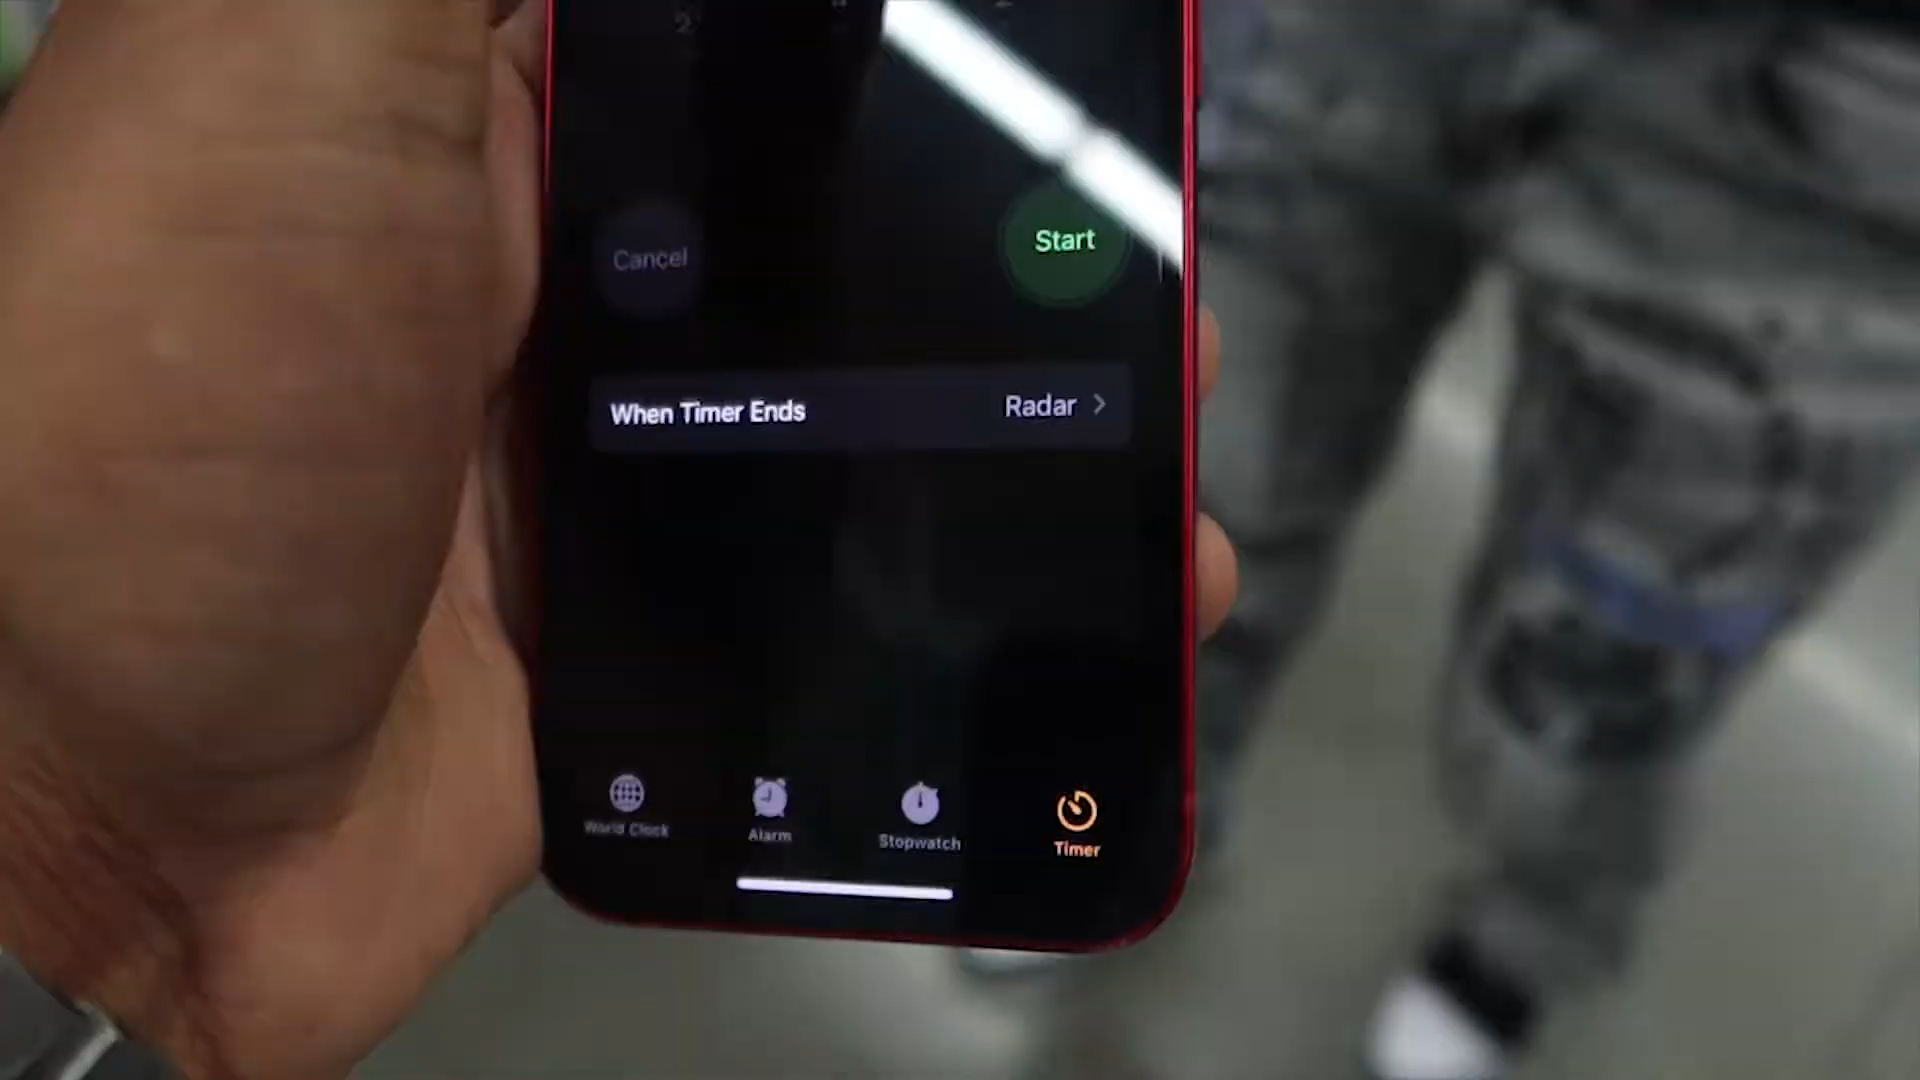 Cancel
Start
When Timer Ends
Radar
World Clock
Alarm
Stopwatch
Timer